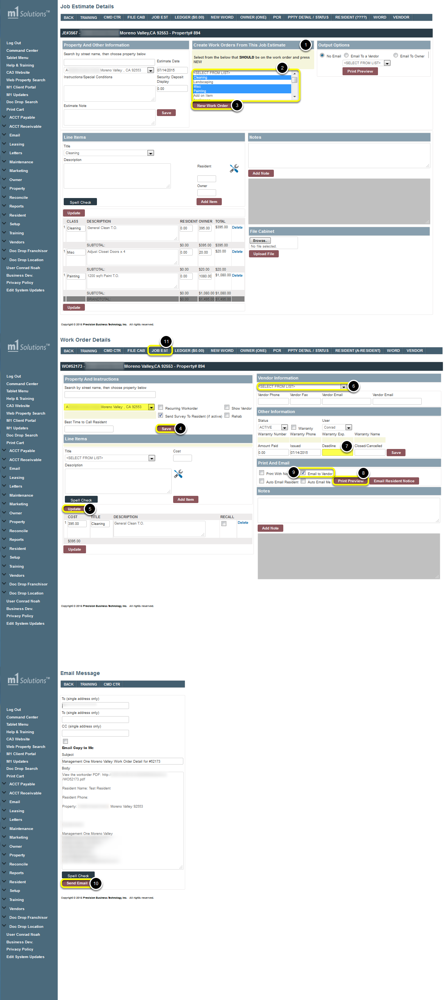 m1 Solutions™
Job Estimate Details
BACK TRAINING CMD CTR FILE CAB JOB EST LEDGER ($0.00) NEW W/ORD OWNER (ONE) PCR PPTY DETAIL / STATUS RESIDENT (????) W/ORD VENDOR
JE#3567 - Moreno Valley,CA 92553 - Property# 894
Log Out
Command Center
Tablet Menu
Help & Training
CA3 Website
Web Property Search
M1 Client Portal
M1 Updates
Doc Drop Search
Print Cart
ACCT Payable
ACCT Receivable
Email
Leasing
Letters
Maintenance
Marketing
Owner
Property
Reconcile
Reports
Resident
Setup
Training
Vendors
Doc Drop Franchisor
Doc Drop Location
User Conrad Noah
Business Dev.
Privacy Policy
Edit System Updates
Property And Other Information
Search by street name, then choose property below
Estimate Date
A- Moreno Valley , CA 92553
07/14/2015
Instructions/Special Conditions
Security Deposit
Display
0.00
Estimate Note
Save
Create Work Orders From This Job Estimate 1
Select from the below that SHOULD be on the work order and press
NEW
2
<SELECT FROM LIST>
Cleaning
Landscaping
Misc
Painting
Add on Item
New Work Order 3
Output Options
No Email Email To a Vendor Email To Owner
<SELECT FROM LIST>
Print Preview
Line Items
Title
Cleaning
Description
Resident
Owner
Spell Check
Add Item
Update
CLASS DESCRIPTION RESIDENT OWNER TOTAL
1 Cleaning General Clean T.O. 0.00 395.00 $395.00 Delete
SUBTOTAL: $0.00 $395.00 $395.00
1 Misc Adjust Closet Doors x 4 0.00 20.00 $20.00 Delete
SUBTOTAL: $0.00 $20.00 $20.00
1 Painting 1200 sqft Paint T.O. 0.00 1080.00 $1,080.00 Delete
SUBTOTAL: $0.00 $1,080.00 $1,080.00
GRANDTOTAL: $0.00 $1,495.00 $1,495.00
Update
Notes
Add Note
File Cabinet
Browse..
No file selected.
Upload File
Copyright © 2015 Precision Business Technology, Inc. All rights reserved.
m1 Solutions™
Work Order Details
11
BACK TRAINING CMD CTR FILE CAB JOB EST LEDGER ($0.00) NEW W/ORD OWNER (ONE) PCR PPTY DETAIL / STATUS RESIDENT (A-RESIDENT) W/ORD VENDOR
WO#52173 - Moreno Valley,CA 92553 - Property# 894
Log Out
Command Center
Tablet Menu
Help & Training
CA3 Website
Web Property Search
M1 Client Portal
M1 Updates
Doc Drop Search
Print Cart
ACCT Payable
ACCT Receivable
Email
Leasing
Letters
Maintenance
Marketing
Owner
Property
Reconcile
Reports
Resident
Setup
Training
Vendors
Doc Drop Franchisor
Doc Drop Location
User Conrad Noah
Business Dev.
Privacy Policy
Edit System Updates
Property And Instructions
Search by street name, then choose property below
A- Moreno Valley , CA 92553
Recurring Workorder Show Vendor
Send Survey To Resident (if active) Rehab
Best Time to Call Resident
Save 4
Line Items
Title Cost
<SELECT FROM LIST>
Description
Spell Check
Add Item
Update 5
COST TITLE DESCRIPTION RECALL
1 395.00 Cleaning General Clean T.O. Delete
$395.00
Update
Vendor Information
<SELECT FROM LIST> 6
Vendor Phone Vendor Fax Vendor Email Vendor Email
Other Information
Status User
ACTIVE Warranty Conrad
Warranty Number Warranty Phone Warranty Exp. Warranty Name
Amount Paid Issued Deadline 7 Closed/Cancelled
0.00 07/14/2015 Save
Print And Email
Print With No 9 Email to Vendor 8
Auto Email Resident Auto Email Me Print Preview Email Resident Notice
Notes
Add Note
Copyright © 2015 Precision Business Technology, Inc. All rights reserved.
m1 Solutions™
Email Message
BACK TRAINING CMD CTR
Log Out
Command Center
Tablet Menu
Help & Training
CA3 Website
Web Property Search
M1 Client Portal
M1 Updates
Doc Drop Search
Print Cart
ACCT Payable
ACCT Receivable
Email
Leasing
Letters
Maintenance
Marketing
Owner
Property
Reconcile
Reports
Resident
Setup
Training
Vendors
Doc Drop Franchisor
Doc Drop Location
User Conrad Noah
Business Dev.
Privacy Policy
Edit System Updates
To (single address only)
To (single address only)
CC (single address only)
Email Copy to Me
Subject
Management One Moreno Valley Work Order Detail for #52173
Body
View the workorder PDF: http:/
/WO52173.pdf
Resident Name: Test Resident
Resident Phone:
Property: Moreno Valley 92553
Management One Moreno Valley
Spell Check
Send Email 10
Copyright © 2015 Precision Business Technology, Inc. All rights reserved.